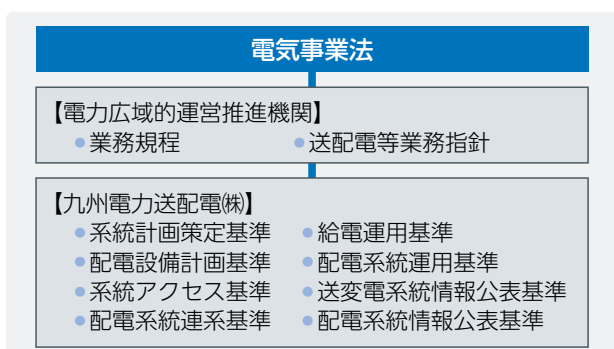 電気事業法
【電力広域的運営推進機関】
●業務規程 ●送配電等業務指針
【九州電力送配電㈱】
●系統計画策定基準 ●給電運用基準
●配電設備計画基準 ●配電系統運用基準
●系統アクセス基準 ●送変電系統情報公表基準
●配電系統連系基準 ●配電系統情報公表基準